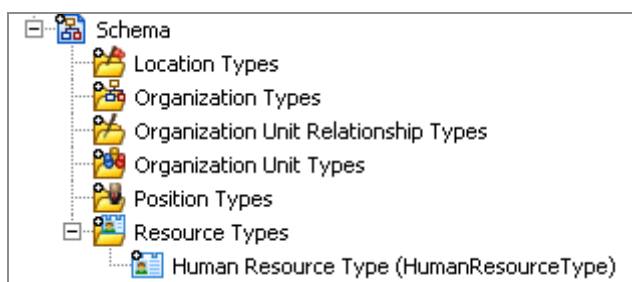 Schema
Location Types
Organization Types
Organization Unit Relationship Types
Organization Unit Types
Position Types
Resource Types
Human Resource Type (HumanResourceType)